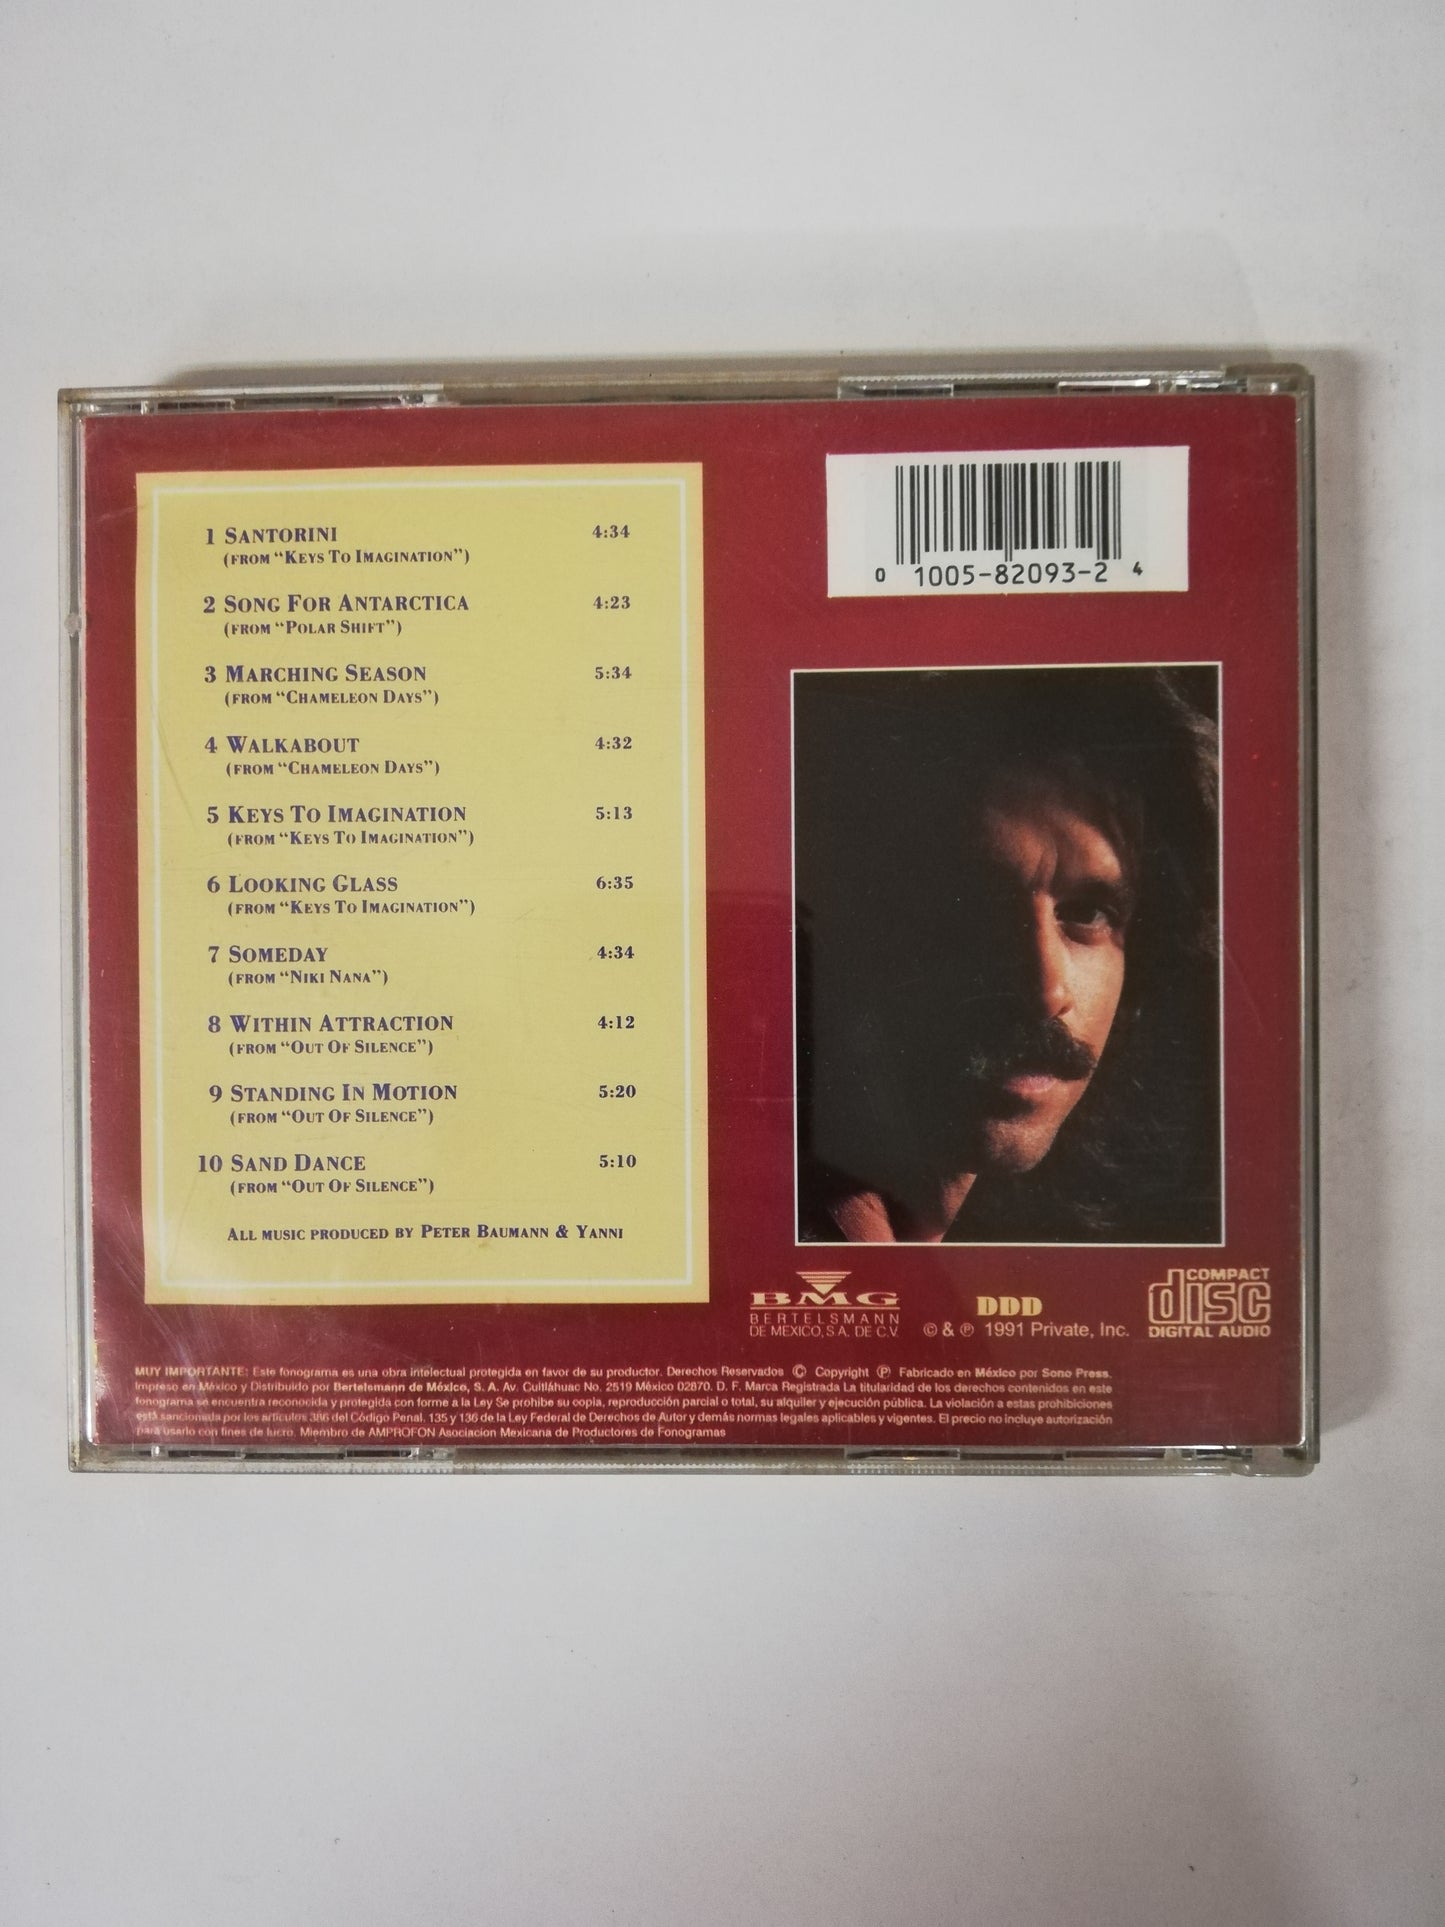 1 SANTORINI 4:34
(FROM “KEYS TO IMAGINATION”)
2 SONG FOR ANTARCTICA 4:23
(FROM “POLAR SHIFT”)
3 MARCHING SEASON 5:34
(FROM “CHAMELEON DAYS”)
4 WALKABOUT 4:32
(FROM “CHAMELEON DAYS”)
5 KEYS TO IMAGINATION 5:13
(FROM “KEYS TO IMAGINATION”)
6 LOOKING GLASS 6:35
(FROM “KEYS TO IMAGINATION”)
7 SOMEDAY 4:34
(FROM “NIKI NANA”)
8 WITHIN ATTRACTION 4:12
(FROM “OUT OF SILENCE”)
9 STANDING IN MOTION 5:20
(FROM “OUT OF SILENCE”)
10 SAND DANCE 5:10
(FROM “OUT OF SILENCE”)
ALL MUSIC PRODUCED BY PETER BAUMANN & YANNI
0 1005-82093-2 4
BMG
BERTELSMANN
DE MEXICO, S.A. DE C.V.
DDD
© & ℗ 1991 Private, Inc.
COMPACT
disc
DIGITAL AUDIO
MUY IMPORTANTE: Este fonograma es una obra intelectual protegida en favor de su productor. Derechos Reservados © Copyright ℗ Fabricado en México por Sono Press.
Impreso en México y Distribuido por Bertelsmann de México, S. A. Av. Cuitláhuac No. 2519 México 02870. D. F. Marca Registrada La titularidad de los derechos contenidos en este
fonograma se encuentra reconocida y protegida con forme a la Ley Se prohibe su copia, reproducción parcial o total, su alquiler y ejecución pública. La violación a estas prohibiciones
está sancionada por los artículos 386 del Código Penal. 135 y 136 de la Ley Federal de Derechos de Autor y demás normas legales aplicables y vigentes. El precio no incluye autorización
para usarlo con fines de lucro. Miembro de AMPROFON Asociacion Mexicana de Productores de Fonogramas